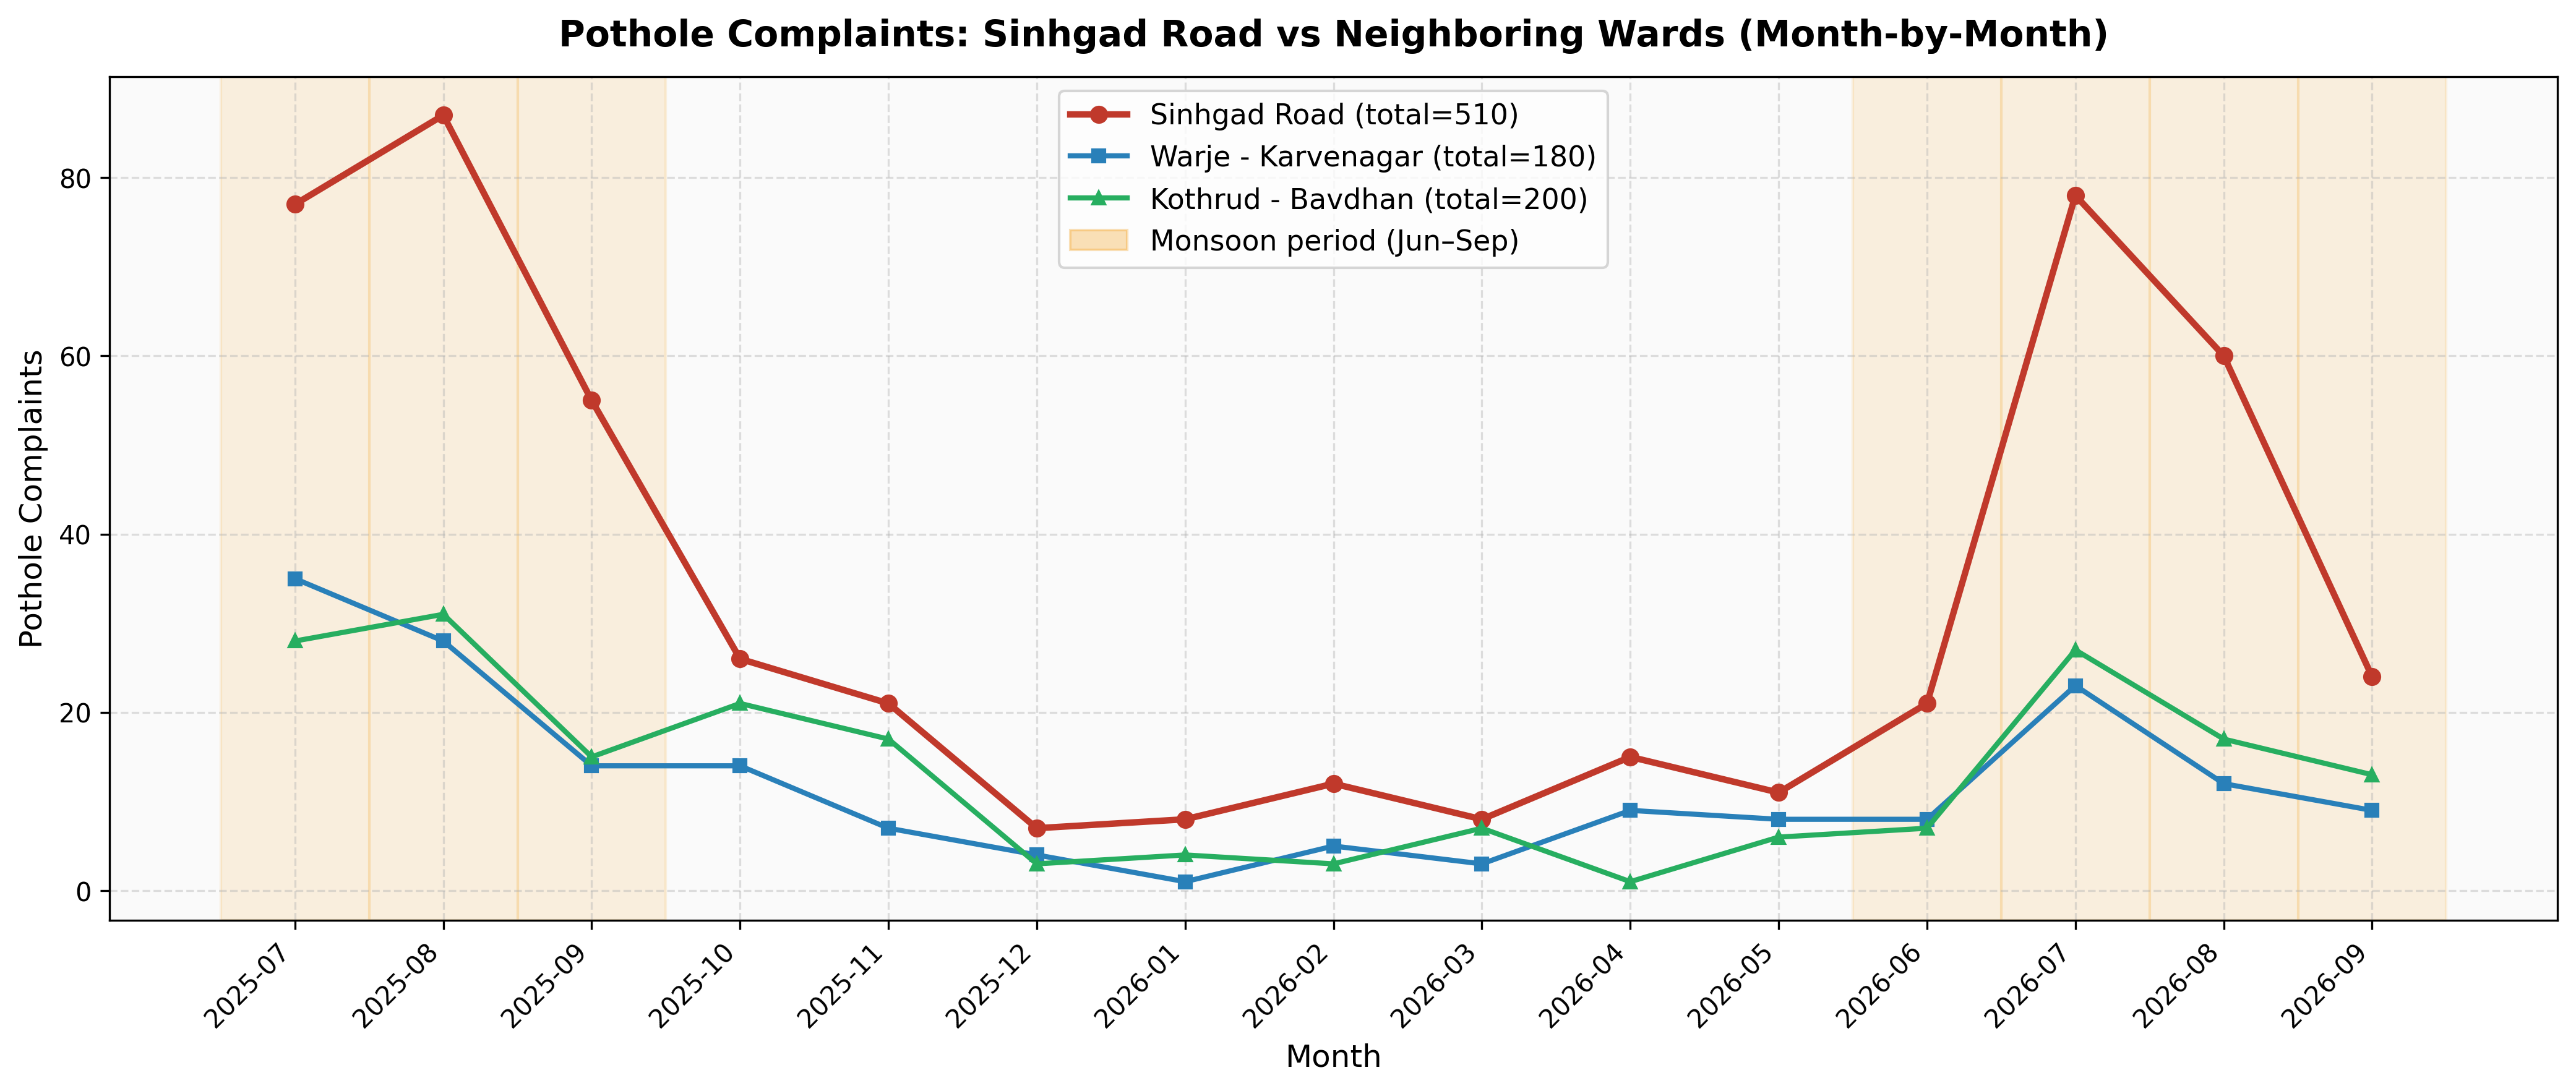 Pothole Complaints: Sinhgad Road vs Neighboring Wards (Month-by-Month)
Sinhgad Road (total=510)
Warje - Karvenagar (total=180)
Kothrud - Bavdhan (total=200)
Monsoon period (Jun–Sep)
Pothole Complaints
80
60
40
20
0
2025-07
2025-08
2025-09
2025-10
2025-11
2025-12
2026-01
2026-02
2026-03
2026-04
2026-05
2026-06
2026-07
2026-08
2026-09
Month